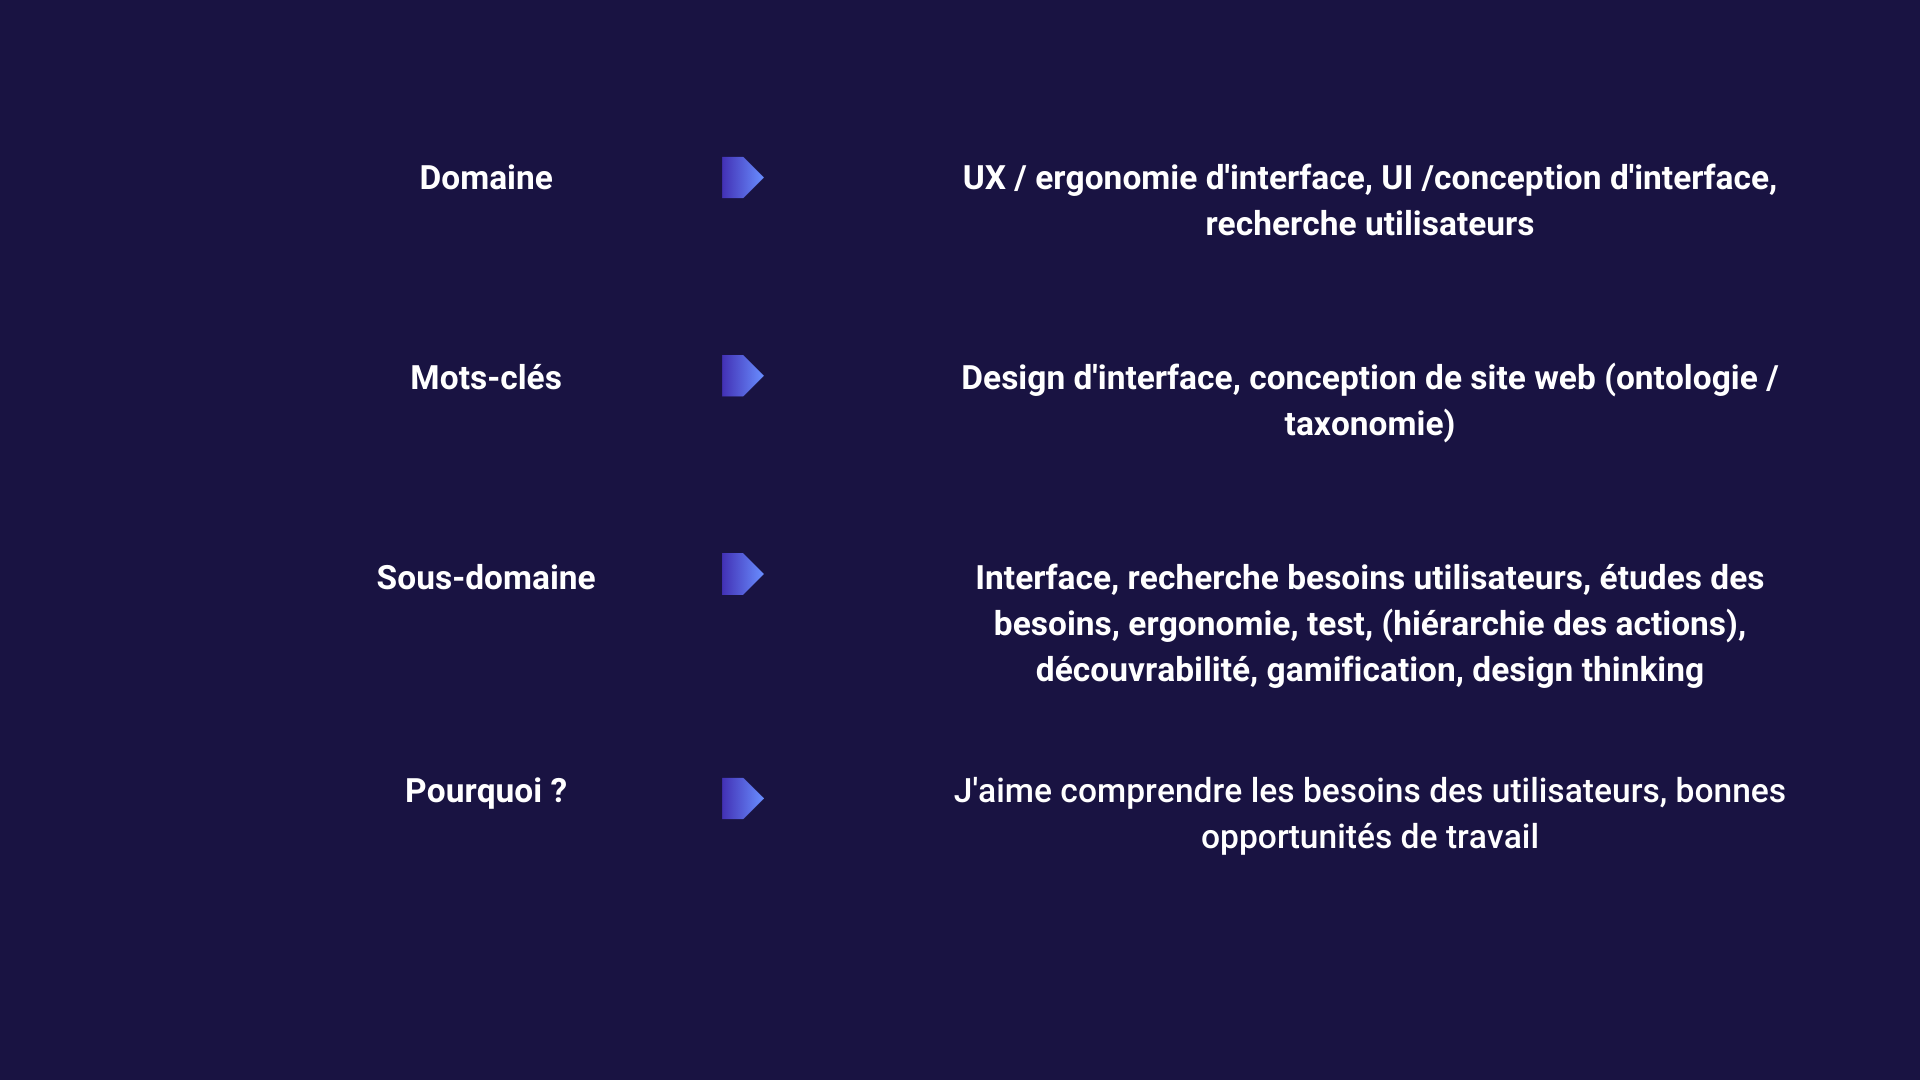 Domaine
UX / ergonomie d'interface, UI /conception d'interface,
recherche utilisateurs
Mots-clés
Design d'interface, conception de site web (ontologie /
taxonomie)
Sous-domaine
Interface, recherche besoins utilisateurs, études des
besoins, ergonomie, test, (hiérarchie des actions),
découvrabilité, gamification, design thinking
Pourquoi ?
J'aime comprendre les besoins des utilisateurs, bonnes
opportunités de travail